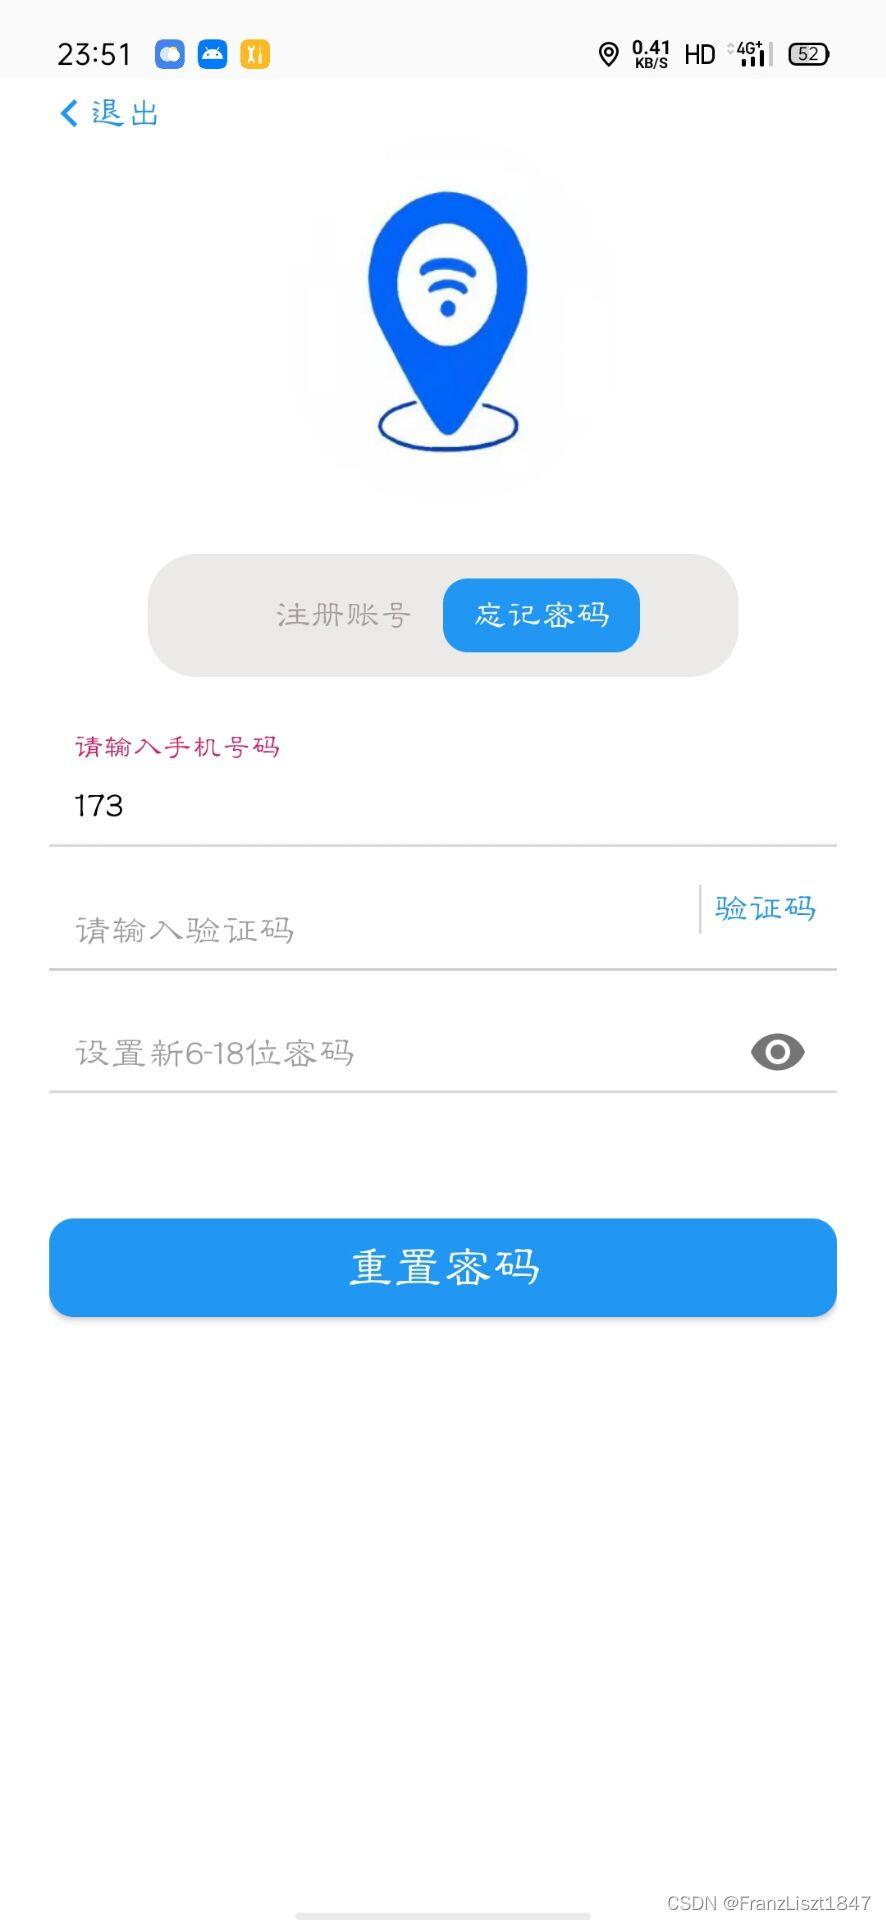 23:51
0.41
KB/S
HD
4G+
52
退出
注册账号
忘记密码
请输入手机号码
173
请输入验证码
验证码
设置新6-18位密码
重置密码
CSDN @FranzLiszt1847